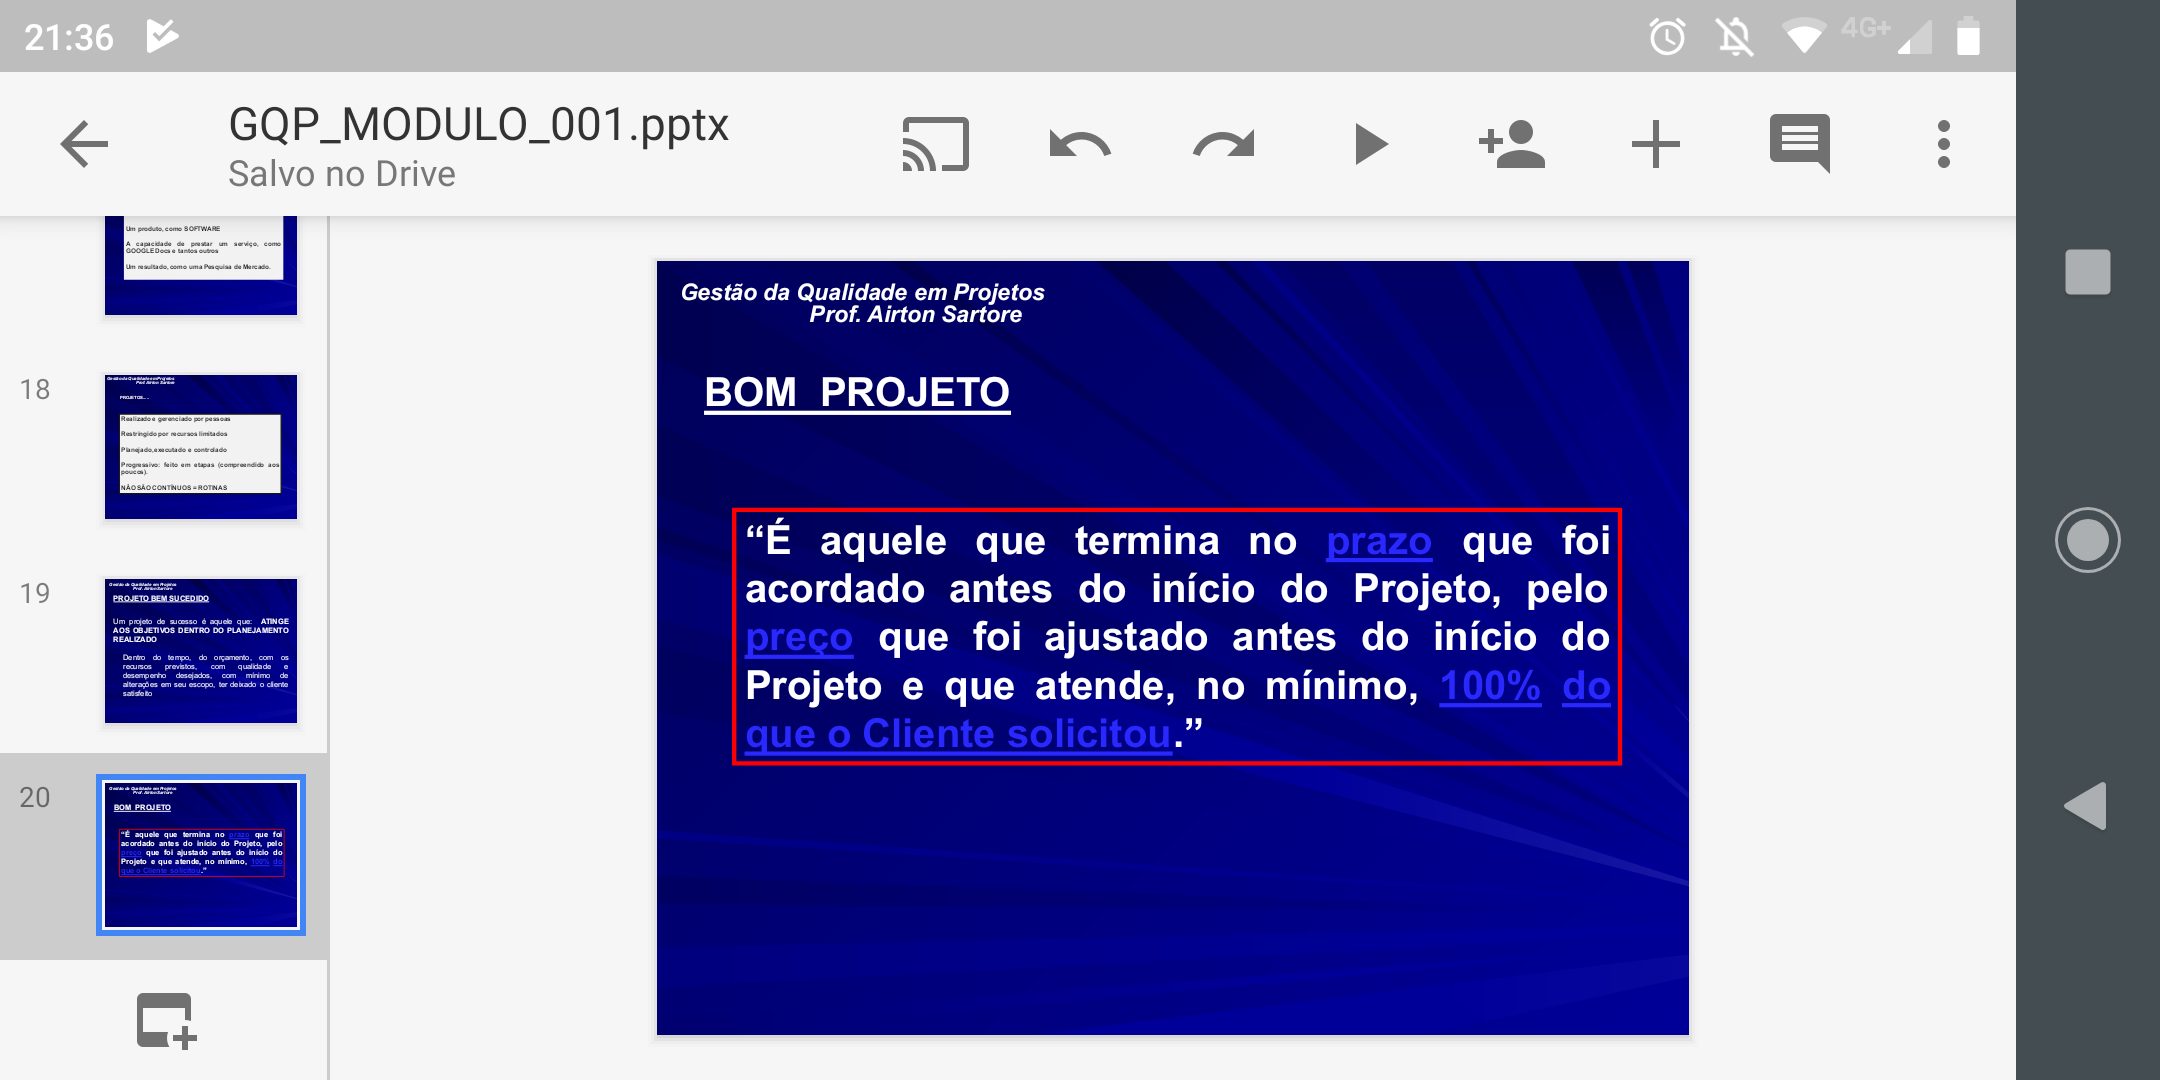 21:36
4G+
GQP_MODULO_001.pptx
Salvo no Drive
Um produto, como SOFTWARE
A capacidade de prestar um serviço, como
GOOGLE Docs e tantos outros
Um resultado, como uma Pesquisa de Mercado.
18
Gestão da Qualidade em Projetos
Prof. Airton Sartore
PROJETOS...
Realizado e gerenciado por pessoas
Restringido por recursos limitados
Planejado, executado e controlado
Progressivo: feito em etapas (compreendido aos
poucos).
NÃO SÃO CONTÍNUOS = ROTINAS
19
Gestão da Qualidade em Projetos
Prof. Airton Sartore
PROJETO BEM SUCEDIDO
Um projeto de sucesso é aquele que: ATINGE
AOS OBJETIVOS DENTRO DO PLANEJAMENTO
REALIZADO
Dentro do tempo, do orçamento, com os
recursos previstos, com qualidade e
desempenho desejados, com mínimo de
alterações em seu escopo, ter deixado o cliente
satisfeito
20
Gestão da Qualidade em Projetos
Prof. Airton Sartore
BOM PROJETO
“É aquele que termina no prazo que foi
acordado antes do início do Projeto, pelo
preço que foi ajustado antes do início do
Projeto e que atende, no mínimo, 100% do
que o Cliente solicitou.”
Gestão da Qualidade em Projetos
Prof. Airton Sartore
BOM PROJETO
“É aquele que termina no prazo que foi
acordado antes do início do Projeto, pelo
preço que foi ajustado antes do início do
Projeto e que atende, no mínimo, 100% do
que o Cliente solicitou.”